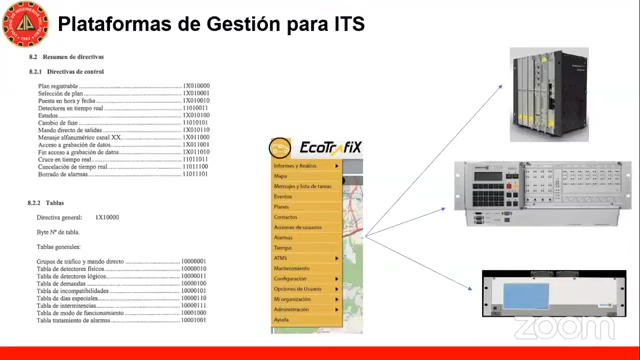 Plataformas de Gestión para ITS
8.2 Resumen de directivas
8.2.1 Directivas de control
Plan registrable 1X010000
Selección de plan 1X010001
Puesta en hora y fecha 1X010010
Detectores en tiempo real 11010011
Estados 1X010100
Cambio de fase 11010101
Mando directo de salidas 1X010110
Mensaje alfanumérico canal XX. 1X011000
Acceso a grabación de datos 1X011001
Fin acceso a grabación de datos 1X011010
Cruce en tiempo real 11011011
Cancelación de tiempo real 11011100
Borrado de alarmas 11011101
8.2.2 Tablas
Directiva general: 1X10000
Byte Nº de tabla.
Tablas generales:
Grupos de tráfico y mando directo 10000001
Tabla de detectores físicos 10000010
Tabla de detectores lógicos 10000011
Tabla de demandas 10000100
Tabla de incompatibilidades 10000101
Tabla de días especiales 10000110
Tabla de intermitencias 10000111
Tabla de modo de funcionamiento 10001000
Tabla tratamiento de alarmas 10001001
EcoTrafiX
Informes y Análisis
Mapa
Mensajes y lista de tareas
Eventos
Planes
Contactos
Acciones de usuarios
Alarmas
Tiempo
ATMS
Mantenimiento
Configuración
Opciones de Usuario
Mi organización
Administración
Ayuda
zoom